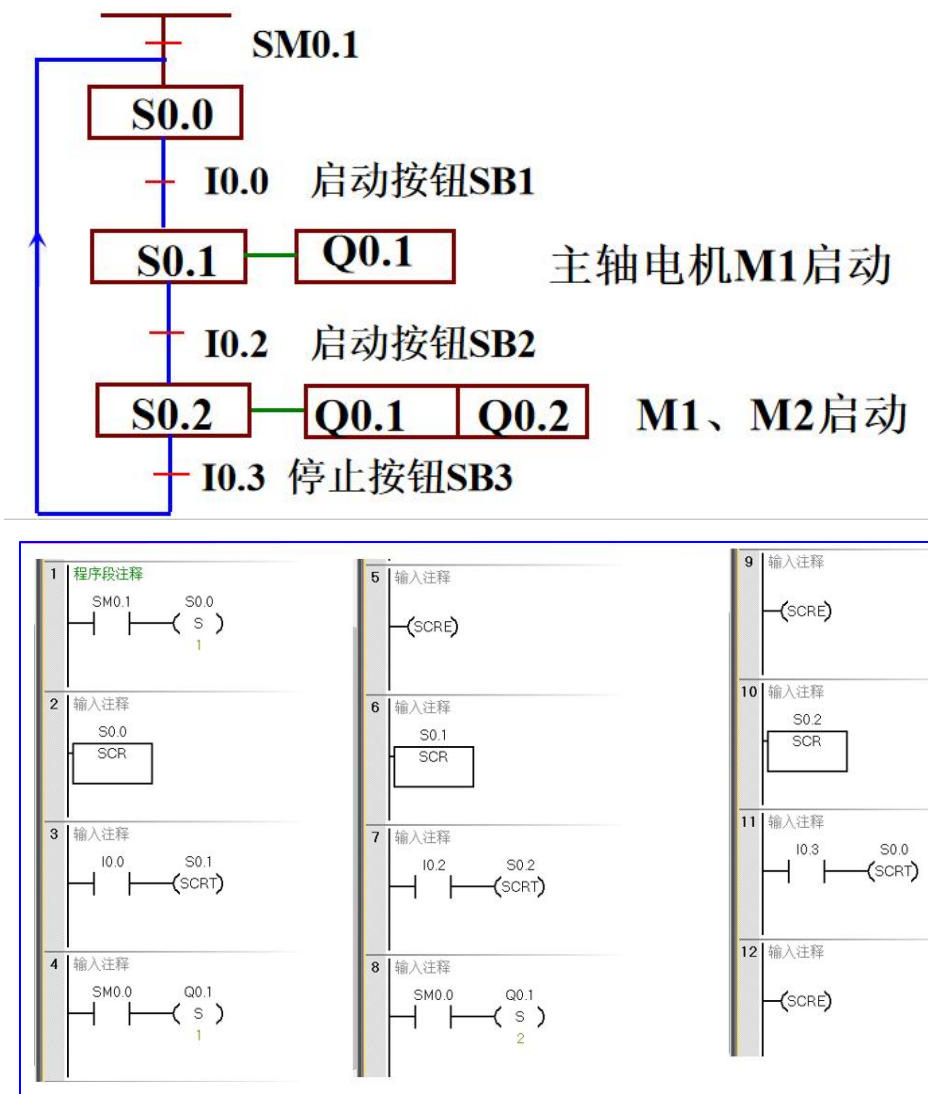 SM0.1
S0.0
I0.0 启动按钮SB1
S0.1 Q0.1 主轴电机M1启动
I0.2 启动按钮SB2
S0.2 Q0.1 Q0.2 M1、M2启动
I0.3 停止按钮SB3
1 程序段注释
SM0.1 S0.0
S
1
2 输入注释
S0.0
SCR
3 输入注释
I0.0 S0.1
SCRT
4 输入注释
SM0.0 Q0.1
S
1
5 输入注释
SCRE
6 输入注释
S0.1
SCR
7 输入注释
I0.2 S0.2
SCRT
8 输入注释
SM0.0 Q0.1
S
2
9 输入注释
SCRE
10 输入注释
S0.2
SCR
11 输入注释
I0.3 S0.0
SCRT
12 输入注释
SCRE